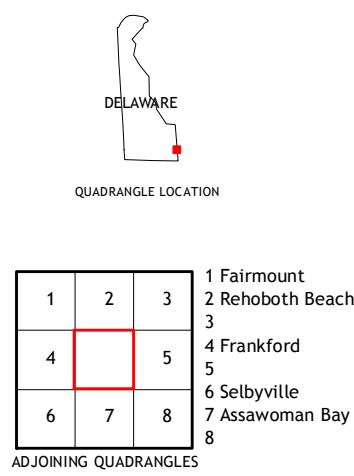 DELAWARE
QUADRANGLE LOCATION
1 2 3
4 5
6 7 8
1 Fairmount
2 Rehoboth Beach
3
4 Frankford
5
6 Selbyville
7 Assawoman Bay
8
ADJOINING QUADRANGLES